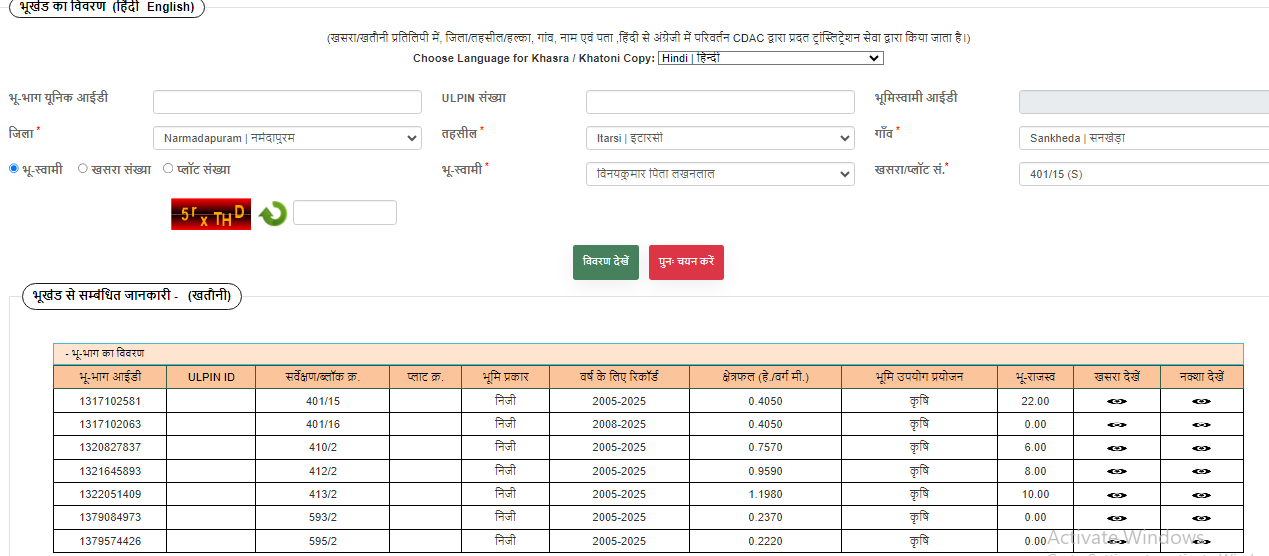 भूखंड का विवरण (हिंदी English)
(खसरा/खतौनी प्रतिलिपी में, जिला/तहसील/हल्का, गांव, नाम एवं पता ,हिंदी से अंग्रेजी में परिवर्तन CDAC द्वारा प्रदत ट्रांस्लिट्रेशन सेवा द्वारा किया जाता है।)
Choose Language for Khasra / Khatoni Copy: Hindi | हिन्दी
भू-भाग यूनिक आईडी ULPIN संख्या भूमिस्वामी आईडी
जिला * Narmadapuram | नर्मदापुरम तहसील * Itarsi | इटारसी गाँव * Sankheda | सनखेड़ा
भू-स्वामी खसरा संख्या प्लॉट संख्या भू-स्वामी * विनयकुमार पिता लखनलाल खसरा/प्लॉट सं.* 401/15 (S)
5 r x T H D
विवरण देखें पुनः चयन करें
भूखंड से सम्बंधित जानकारी - (खतौनी)
- भू-भाग का विवरण
भू-भाग आईडी ULPIN ID सर्वेक्षण/ब्लॉक क्र. प्लाट क्र. भूमि प्रकार वर्ष के लिए रिकॉर्ड क्षेत्रफल (हे./वर्ग मी.) भूमि उपयोग प्रयोजन भू-राजस्व खसरा देखें नक्शा देखें
1317102581 401/15 निजी 2005-2025 0.4050 कृषि 22.00
1317102063 401/16 निजी 2008-2025 0.4050 कृषि 0.00
1320827837 410/2 निजी 2005-2025 0.7570 कृषि 6.00
1321645893 412/2 निजी 2005-2025 0.9590 कृषि 8.00
1322051409 413/2 निजी 2005-2025 1.1980 कृषि 10.00
1379084973 593/2 निजी 2005-2025 0.2370 कृषि 0.00
1379574426 595/2 निजी 2005-2025 0.2220 कृषि 0.00
Activate Windows